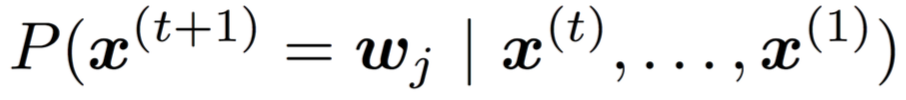 P(x^{(t+1)} = w_j | x^{(t)}, ..., x^{(1)})